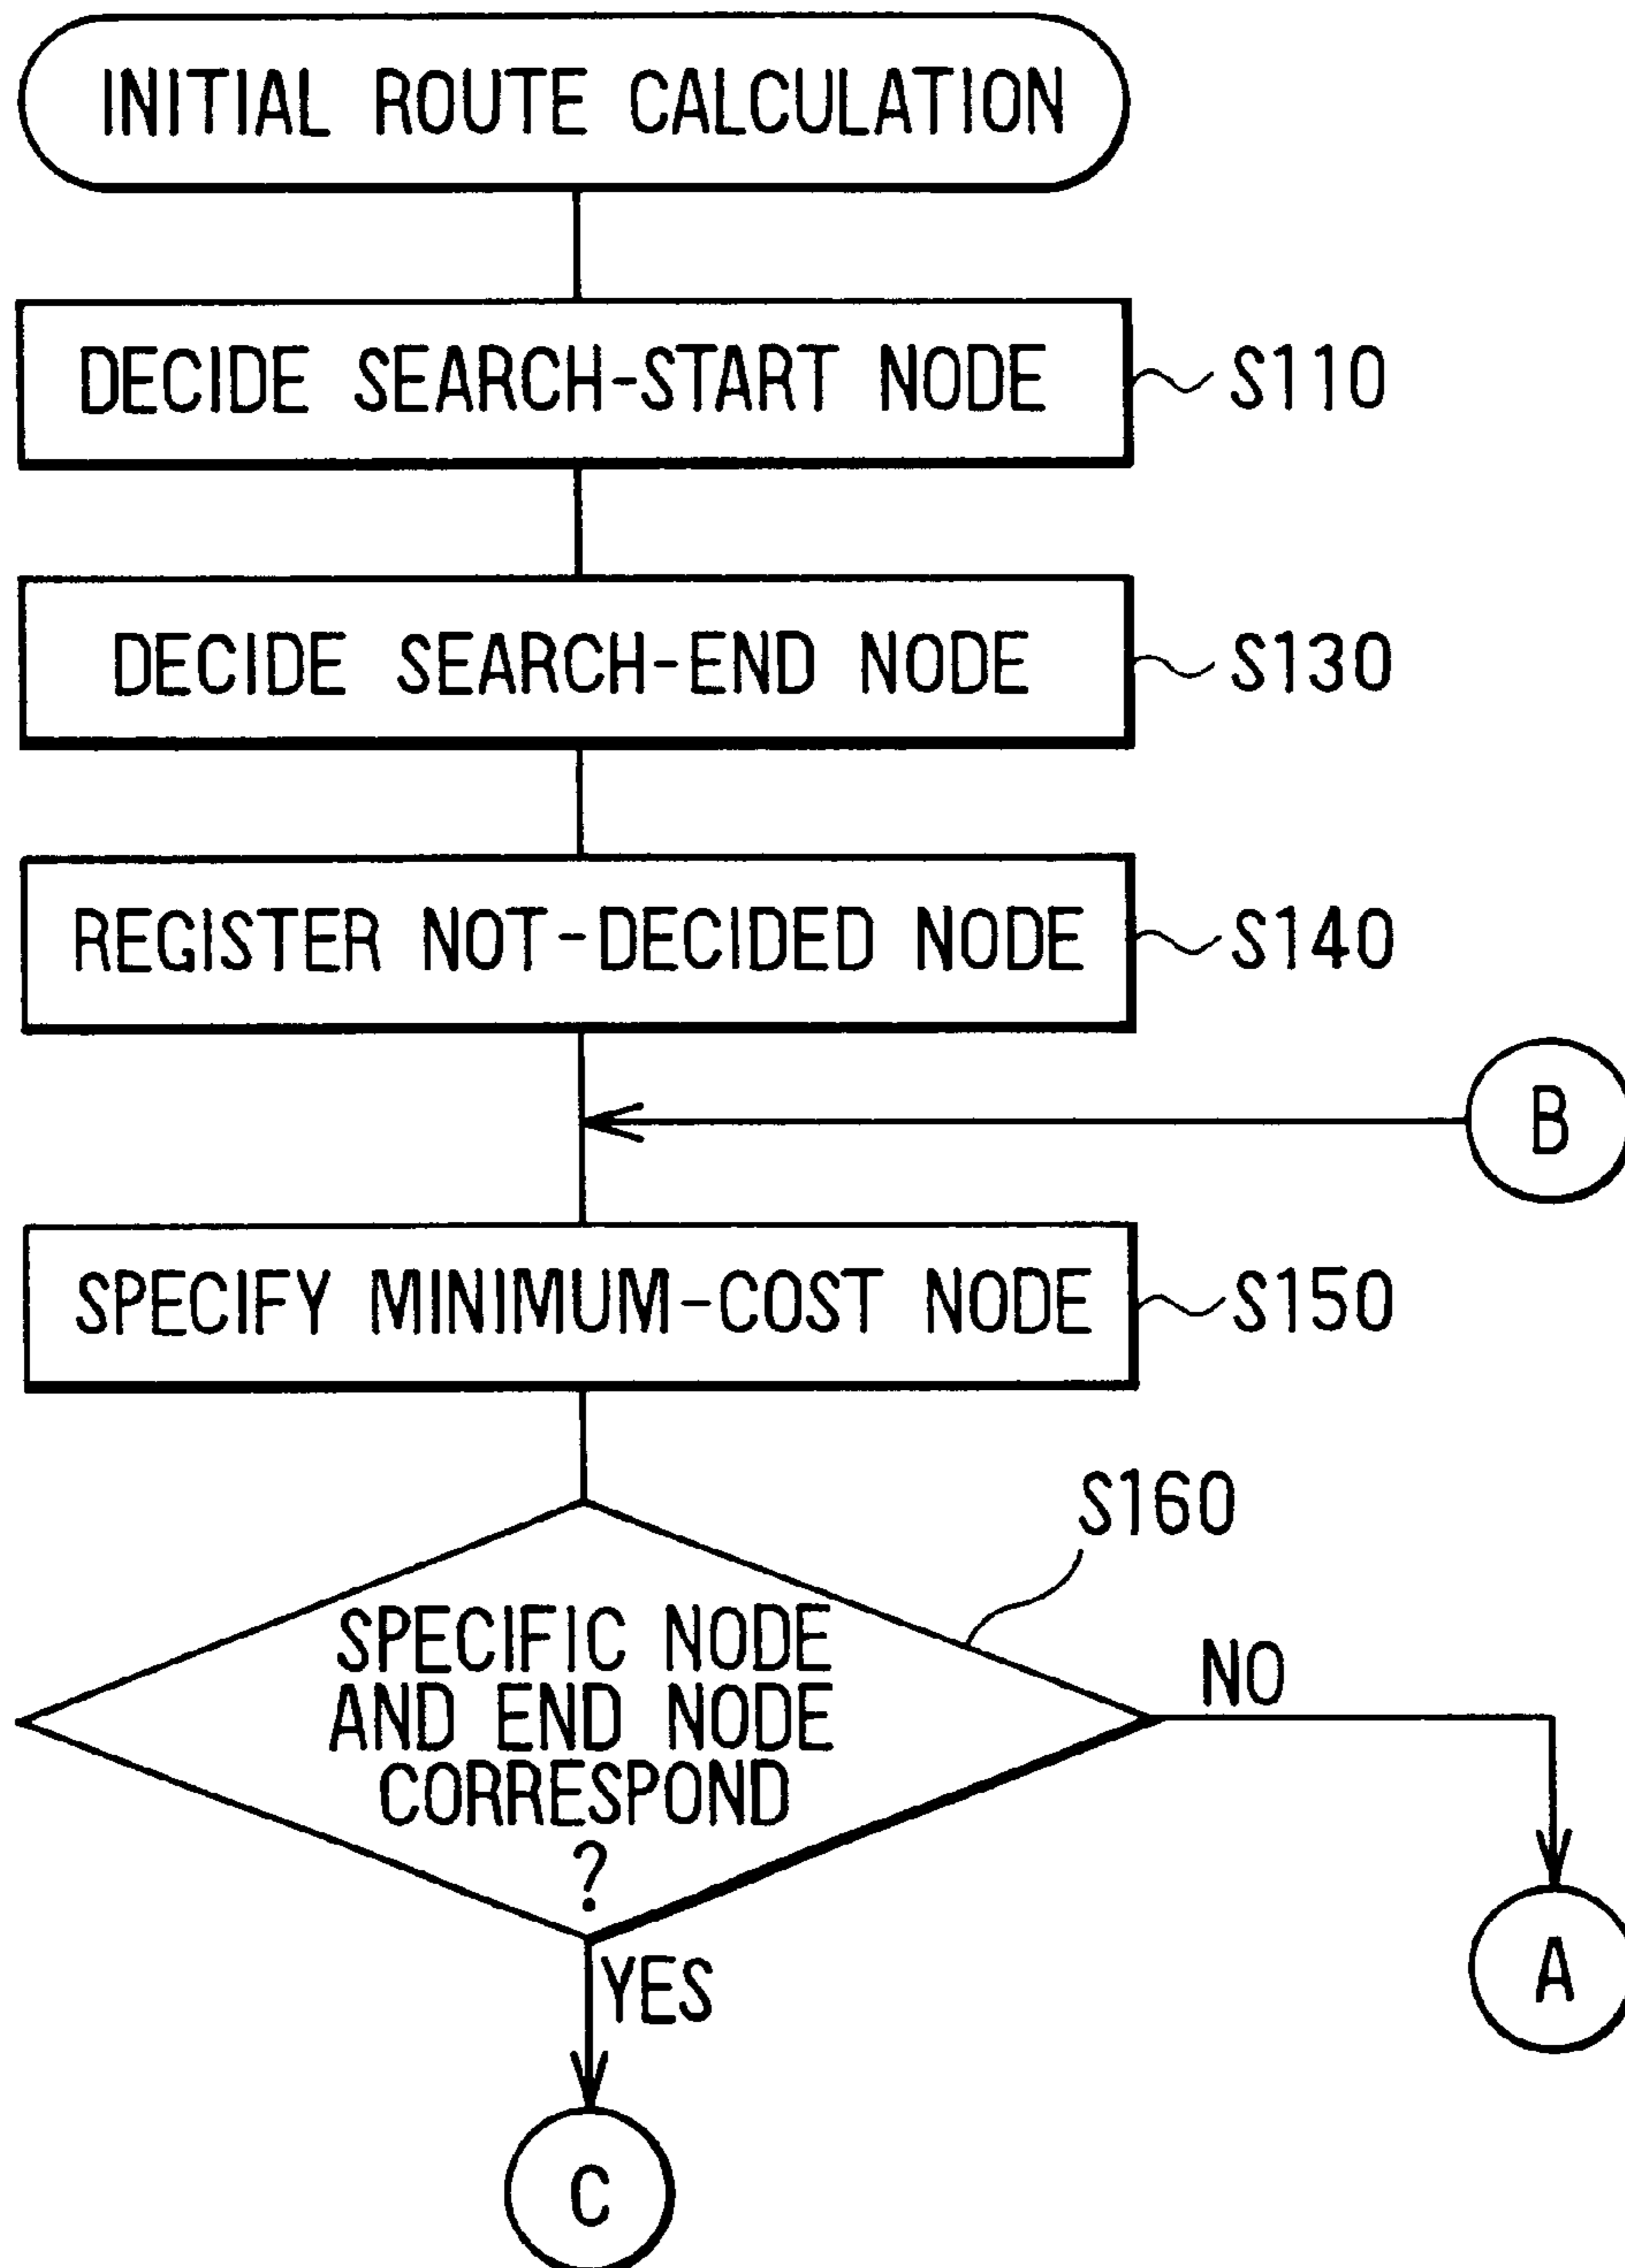 INITIAL ROUTE CALCULATION
DECIDE SEARCH-START NODE
S110
DECIDE SEARCH-END NODE
S130
REGISTER NOT-DECIDED NODE
S140
B
SPECIFY MINIMUM-COST NODE
S150
S160
SPECIFIC NODE
AND END NODE
CORRESPOND
?
NO
YES
A
C